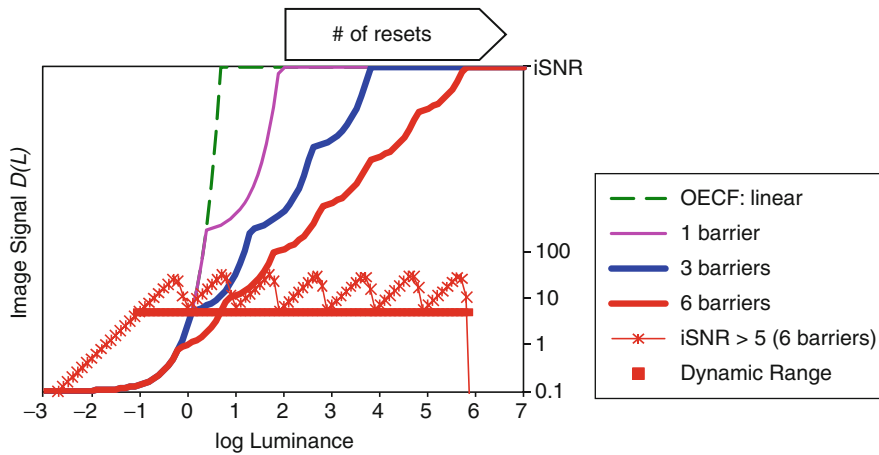 # of resets
iSNR
Image Signal D(L)
100
10
1
0.1
–3 –2 –1 0 1 2 3 4 5 6 7
log Luminance
OECF: linear
1 barrier
3 barriers
6 barriers
iSNR > 5 (6 barriers)
Dynamic Range